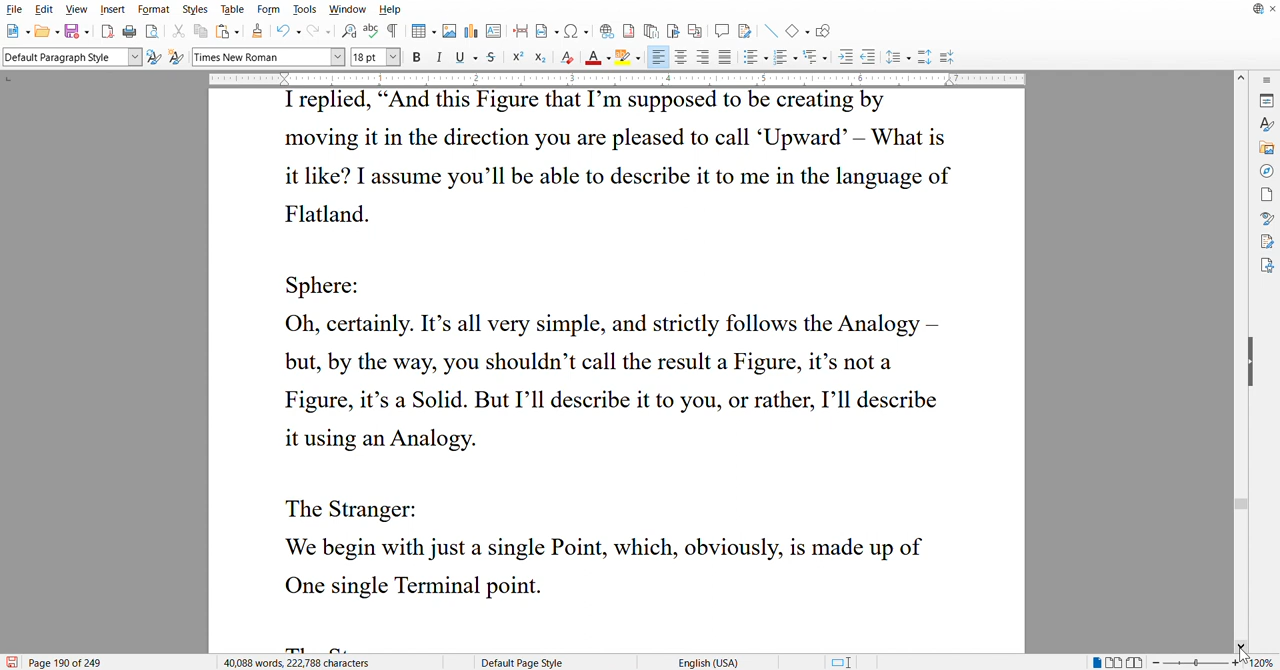 File Edit View Insert Format Styles Table Form Tools Window Help
Default Paragraph Style Times New Roman 18 pt
1 2 3 4 5 6 7
I replied, “And this Figure that I’m supposed to be creating by
moving it in the direction you are pleased to call ‘Upward’ – What is
it like? I assume you’ll be able to describe it to me in the language of
Flatland.
Sphere:
Oh, certainly. It’s all very simple, and strictly follows the Analogy –
but, by the way, you shouldn’t call the result a Figure, it’s not a
Figure, it’s a Solid. But I’ll describe it to you, or rather, I’ll describe
it using an Analogy.
The Stranger:
We begin with just a single Point, which, obviously, is made up of
One single Terminal point.
Page 190 of 249 40,088 words, 222,788 characters Default Page Style English (USA) 120%